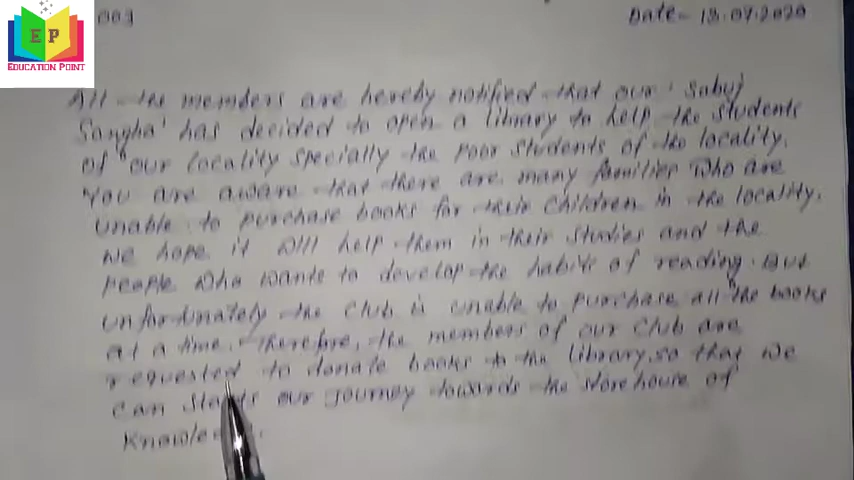 EP
EDUCATION POINT
003
Date- 13.07.2020
All the members are hereby notified that our 'Sabuj
Sangha' has decided to open a library to help the students
of "our locality specially the poor students of the locality.
You are aware that there are many families who are
unable to purchase books for their children in the locality.
We hope it will help them in their studies and the
people who wants to develop the habit of reading. But
unfortunately the club is unable to purchase all "the books
at a time. Therefore, the members of our club are
requested to donate books to the library, so that we
can starts our journey towards the storehouse of